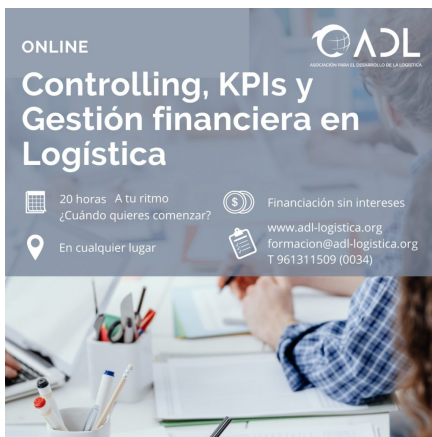 ONLINE
ADL
ASOCIACIÓN PARA EL DESARROLLO DE LA LOGÍSTICA
Controlling, KPIs y
Gestión financiera en
Logística
20 horas A tu ritmo
¿Cuándo quieres comenzar?
En cualquier lugar
$
Financiación sin intereses
www.adl-logistica.org
formacion@adl-logistica.org
T 961311509 (0034)